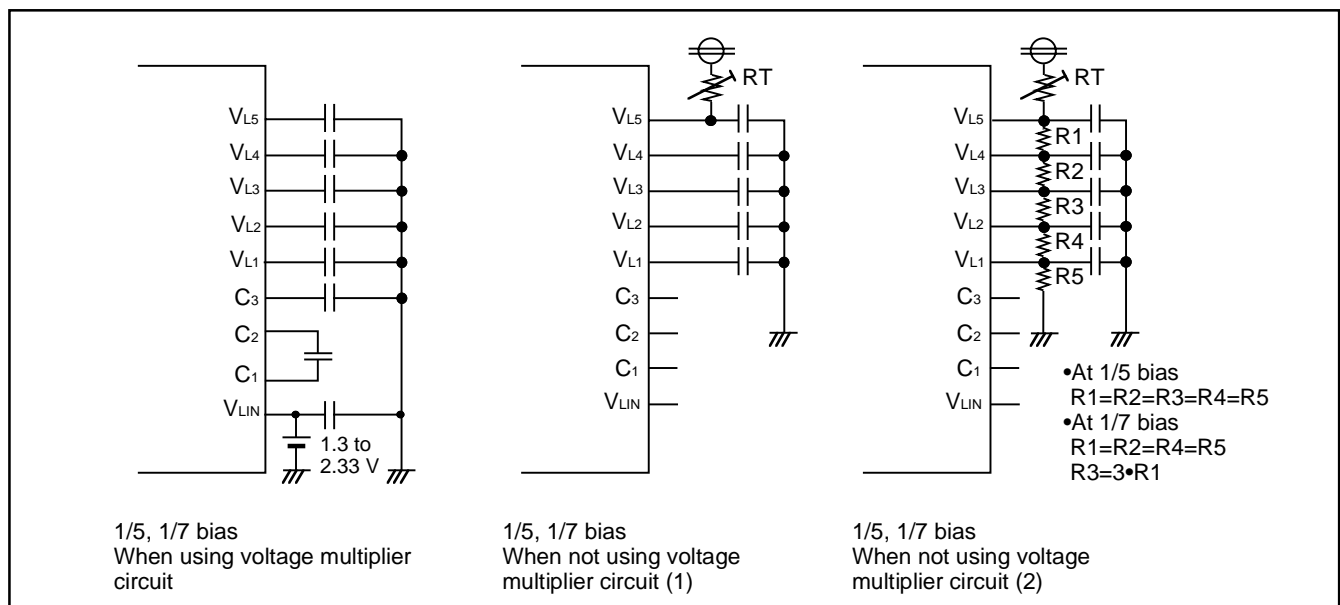 VL5
VL4
VL3
VL2
VL1
C3
C2
C1
VLIN
1.3 to
2.33 V
1/5, 1/7 bias
When using voltage multiplier
circuit
RT
VL5
VL4
VL3
VL2
VL1
C3
C2
C1
VLIN
1/5, 1/7 bias
When not using voltage
multiplier circuit (1)
RT
VL5
R1
VL4
R2
VL3
R3
VL2
R4
VL1
R5
C3
C2
C1
VLIN
•At 1/5 bias
R1=R2=R3=R4=R5
•At 1/7 bias
R1=R2=R4=R5
R3=3•R1
1/5, 1/7 bias
When not using voltage
multiplier circuit (2)